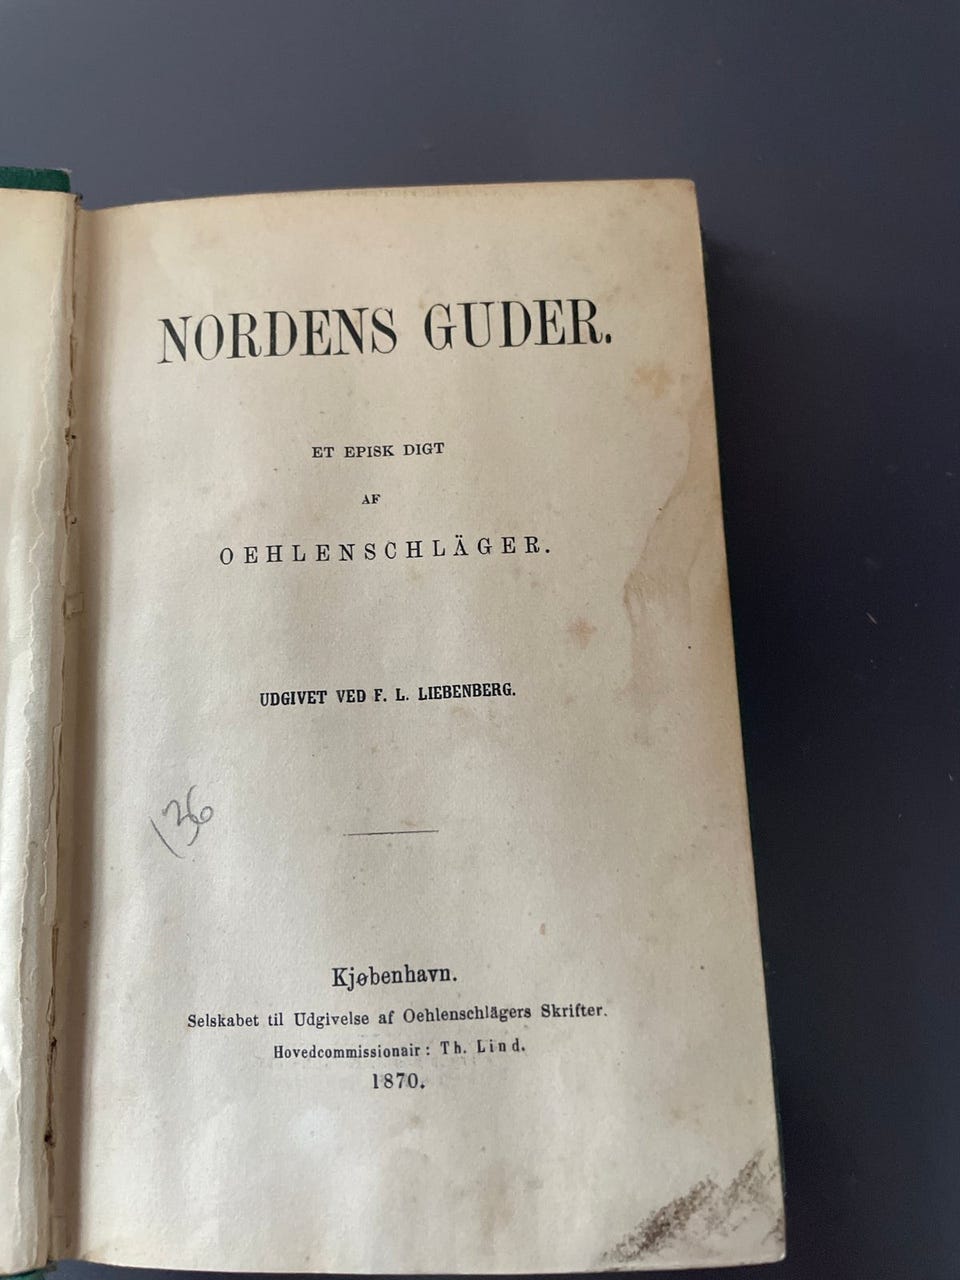 NORDENS GUDER.
ET EPISK DIGT
AF
OEHLENSCHLÄGER.
UDGIVET VED F. L. LIEBENBERG.
136
Kjøbenhavn.
Selskabet til Udgivelse af Oehlenschlägers Skrifter.
Hovedcommissionair: Th. Lind.
1870.